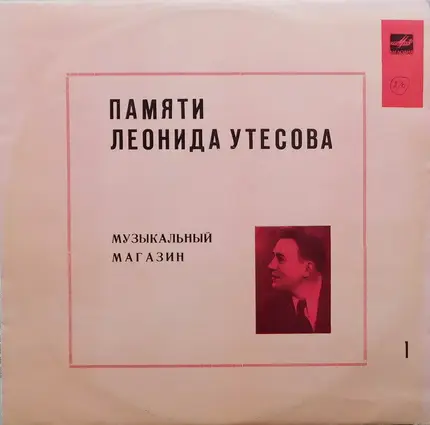 ПАМЯТИ
ЛЕОНИДА УТЕСОВА
МУЗЫКАЛЬНЫЙ
МАГАЗИН
1